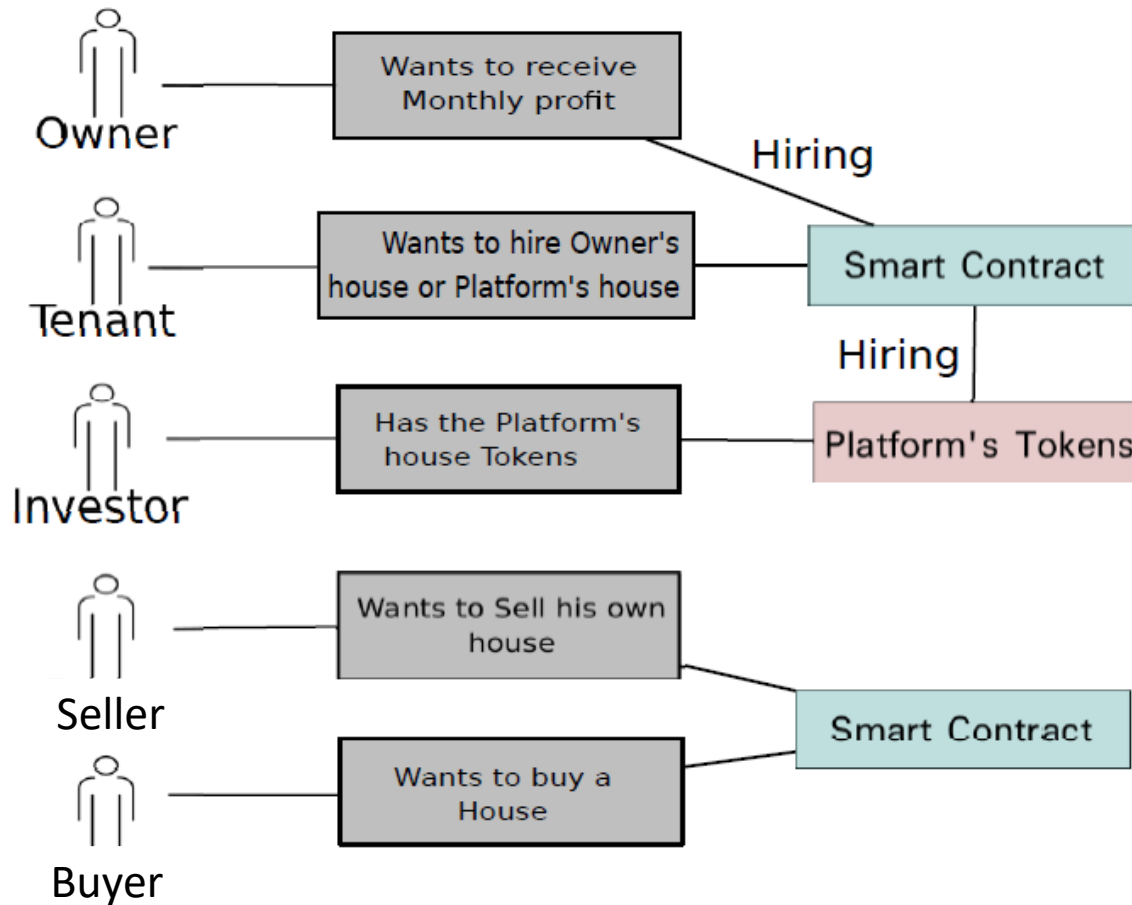 Owner
Wants to receive
Monthly profit
Hiring
Tenant
Wants to hire Owner's
house or Platform's house
Smart Contract
Hiring
Investor
Has the Platform's
house Tokens
Platform's Tokens
Seller
Wants to Sell his own
house
Smart Contract
Buyer
Wants to buy a
House